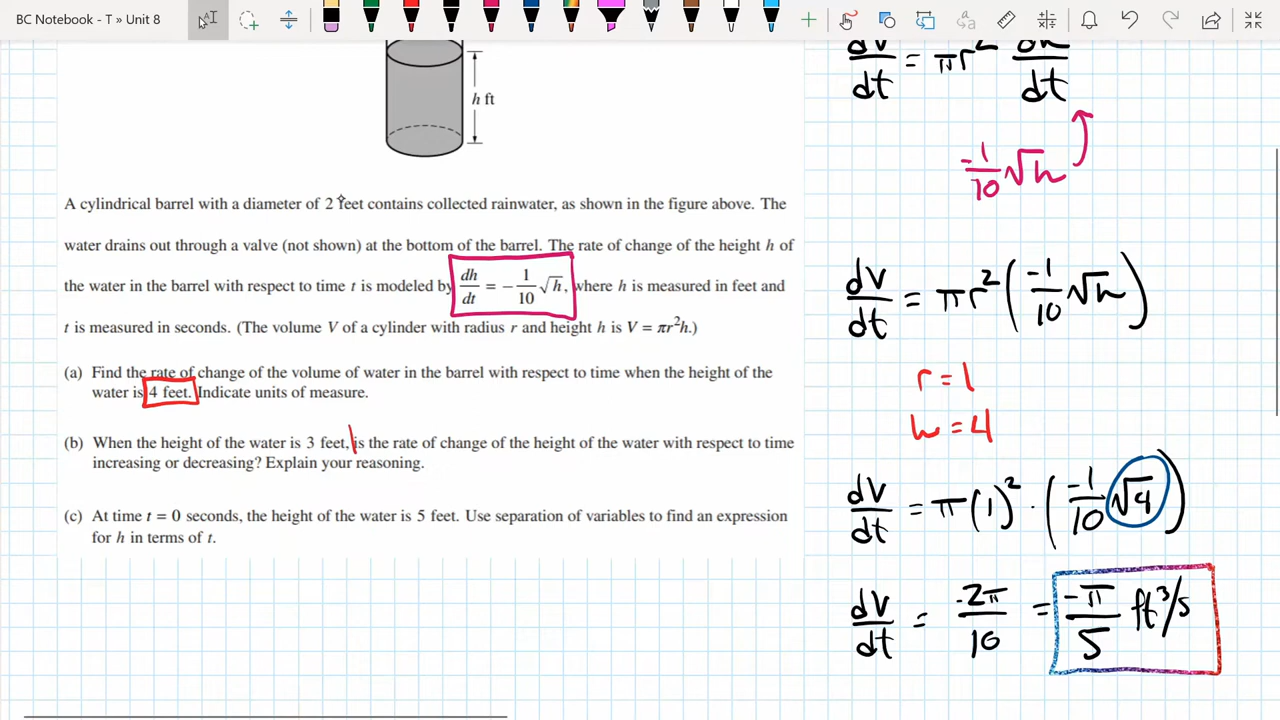 BC Notebook - T » Unit 8
h ft
A cylindrical barrel with a diameter of 2 feet contains collected rainwater, as shown in the figure above. The
water drains out through a valve (not shown) at the bottom of the barrel. The rate of change of the height h of
the water in the barrel with respect to time t is modeled by dh/dt = -1/10 √h, where h is measured in feet and
t is measured in seconds. (The volume V of a cylinder with radius r and height h is V = πr²h.)
(a) Find the rate of change of the volume of water in the barrel with respect to time when the height of the
water is 4 feet. Indicate units of measure.
(b) When the height of the water is 3 feet, is the rate of change of the height of the water with respect to time
increasing or decreasing? Explain your reasoning.
(c) At time t = 0 seconds, the height of the water is 5 feet. Use separation of variables to find an expression
for h in terms of t.
dV/dt = πr² dh/dt
-1/10 √h
dV/dt = πr² (-1/10 √h)
r = 1
h = 4
dV/dt = π(1)² · (-1/10 √4)
dV/dt = -2π/10 = -π/5 ft³/s